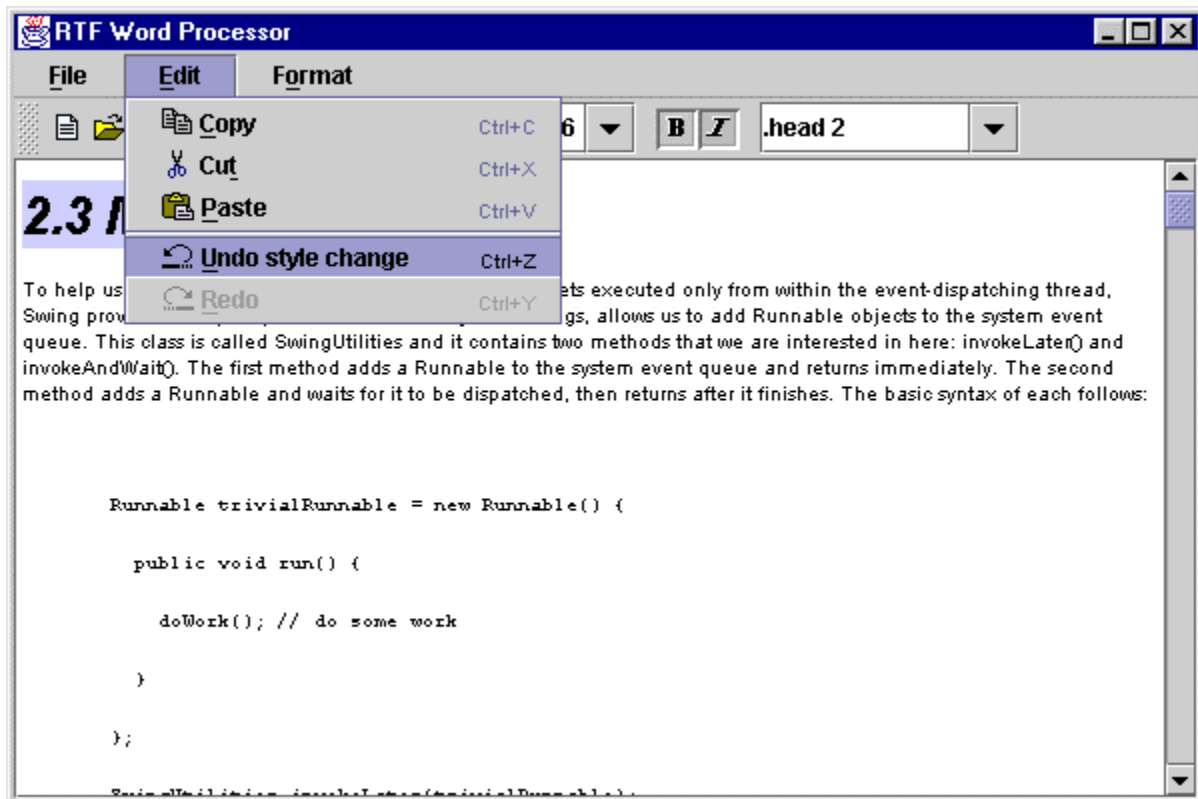 RTF Word Processor
File Edit Format
6 B I .head 2
Copy Ctrl+C
Cut Ctrl+X
Paste Ctrl+V
Undo style change Ctrl+Z
Redo Ctrl+Y
2.3
To help us ets executed only from within the event-dispatching thread,
Swing prov gs, allows us to add Runnable objects to the system event
queue. This class is called SwingUtilities and it contains two methods that we are interested in here: invokeLater() and
invokeAndWait(). The first method adds a Runnable to the system event queue and returns immediately. The second
method adds a Runnable and waits for it to be dispatched, then returns after it finishes. The basic syntax of each follows:
Runnable trivialRunnable = new Runnable() {
public void run() {
doWork(); // do some work
}
};
SwingUtilities.invokeLater(trivialRunnable);